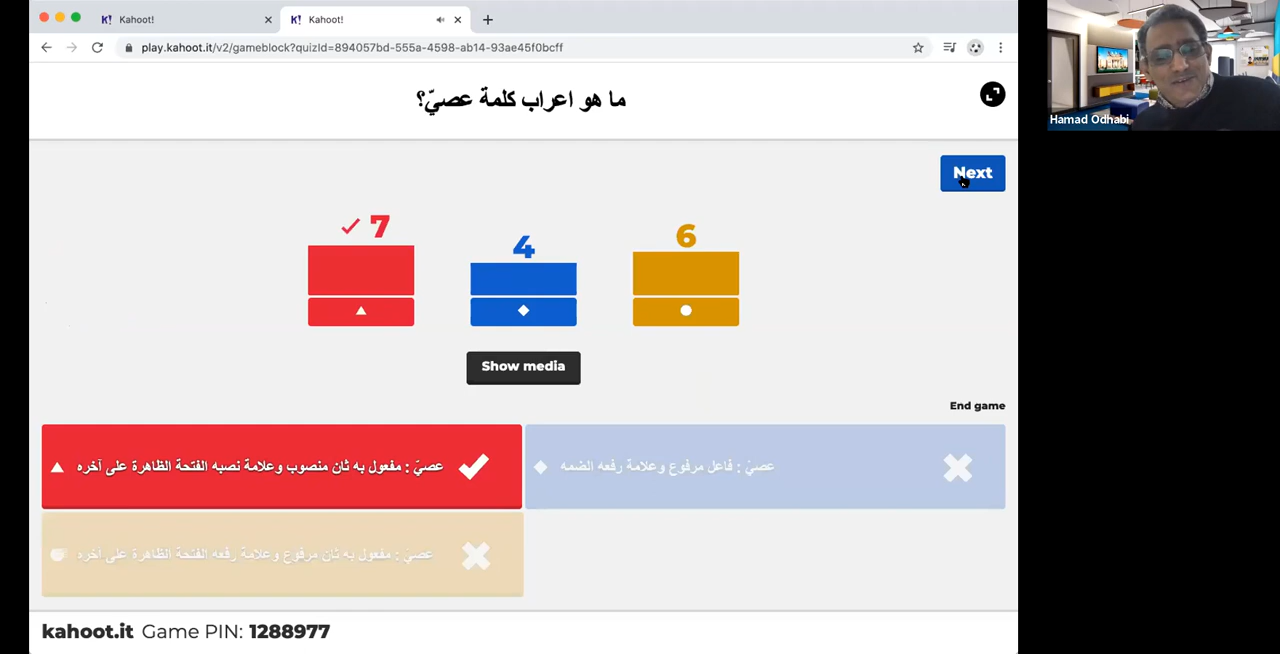 Kahoot!
Kahoot!
play.kahoot.it/v2/gameblock?quizId=894057bd-555a-4598-ab14-93ae45f0bcff
Hamad Odhabi
ما هو اعراب كلمة عصيّ؟
Next
7
4
6
Show media
End game
عصيّ : مفعول به ثان منصوب وعلامة نصبه الفتحة الظاهرة على آخره
عصيّ : فاعل مرفوع وعلامة رفعه الضمه
عصيّ : مفعول به ثان مرفوع وعلامة رفعه الفتحة الظاهرة على آخره
kahoot.it Game PIN: 1288977